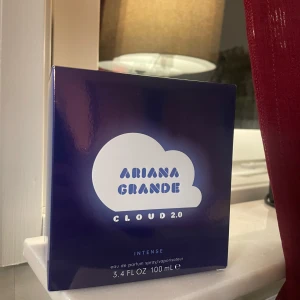 ARIANA
GRANDE
CLOUD 2.0
INTENSE
eau de parfum spray/vaporisateur
3.4 FL OZ 100 mL ℮